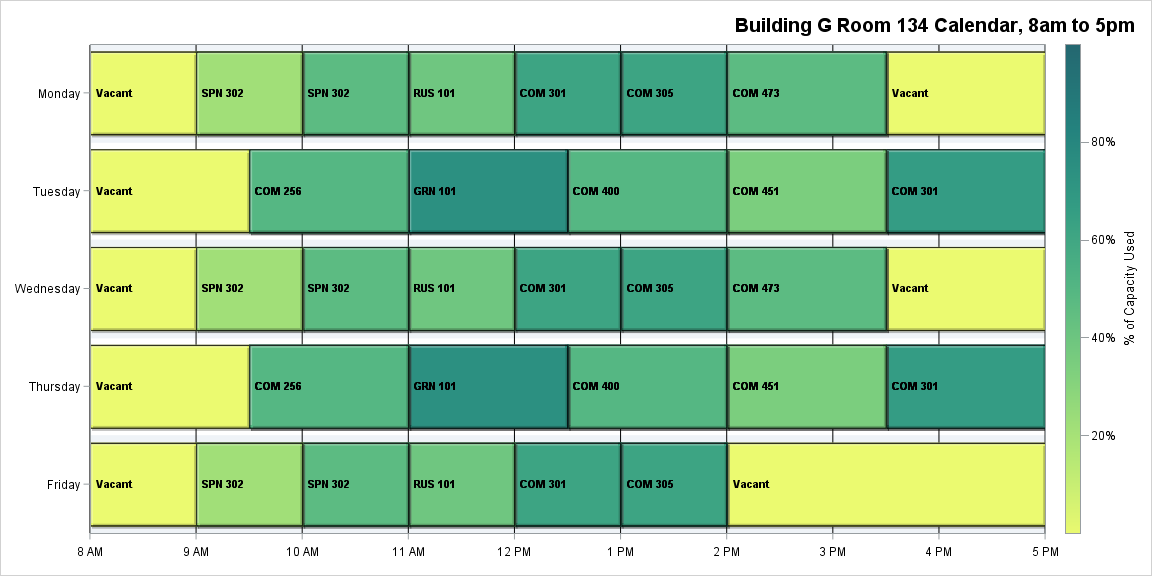 Building G Room 134 Calendar, 8am to 5pm
Monday
Vacant
SPN 302
SPN 302
RUS 101
COM 301
COM 305
COM 473
Vacant
Tuesday
Vacant
COM 256
GRN 101
COM 400
COM 451
COM 301
Wednesday
Vacant
SPN 302
SPN 302
RUS 101
COM 301
COM 305
COM 473
Vacant
Thursday
Vacant
COM 256
GRN 101
COM 400
COM 451
COM 301
Friday
Vacant
SPN 302
SPN 302
RUS 101
COM 301
COM 305
Vacant
8 AM
9 AM
10 AM
11 AM
12 PM
1 PM
2 PM
3 PM
4 PM
5 PM
80%
60%
40%
20%
% of Capacity Used